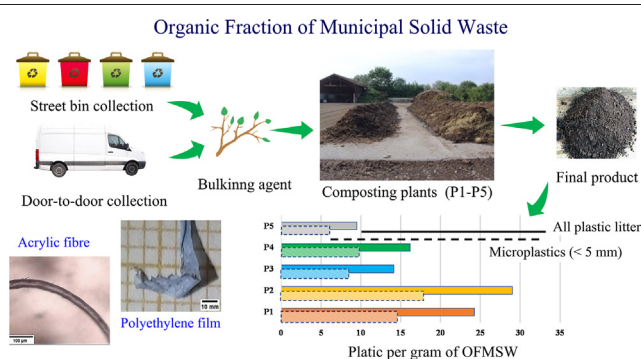 Organic Fraction of Municipal Solid Waste
Street bin collection
Door-to-door collection
Bulkinng agent
Composting plants (P1-P5)
Final product
Acrylic fibre
100 µm
10 mm
Polyethylene film
P5
P4
P3
P2
P1
All plastic litter
Microplastics (< 5 mm)
0 5 10 15 20 25 30 35
Platic per gram of OFMSW